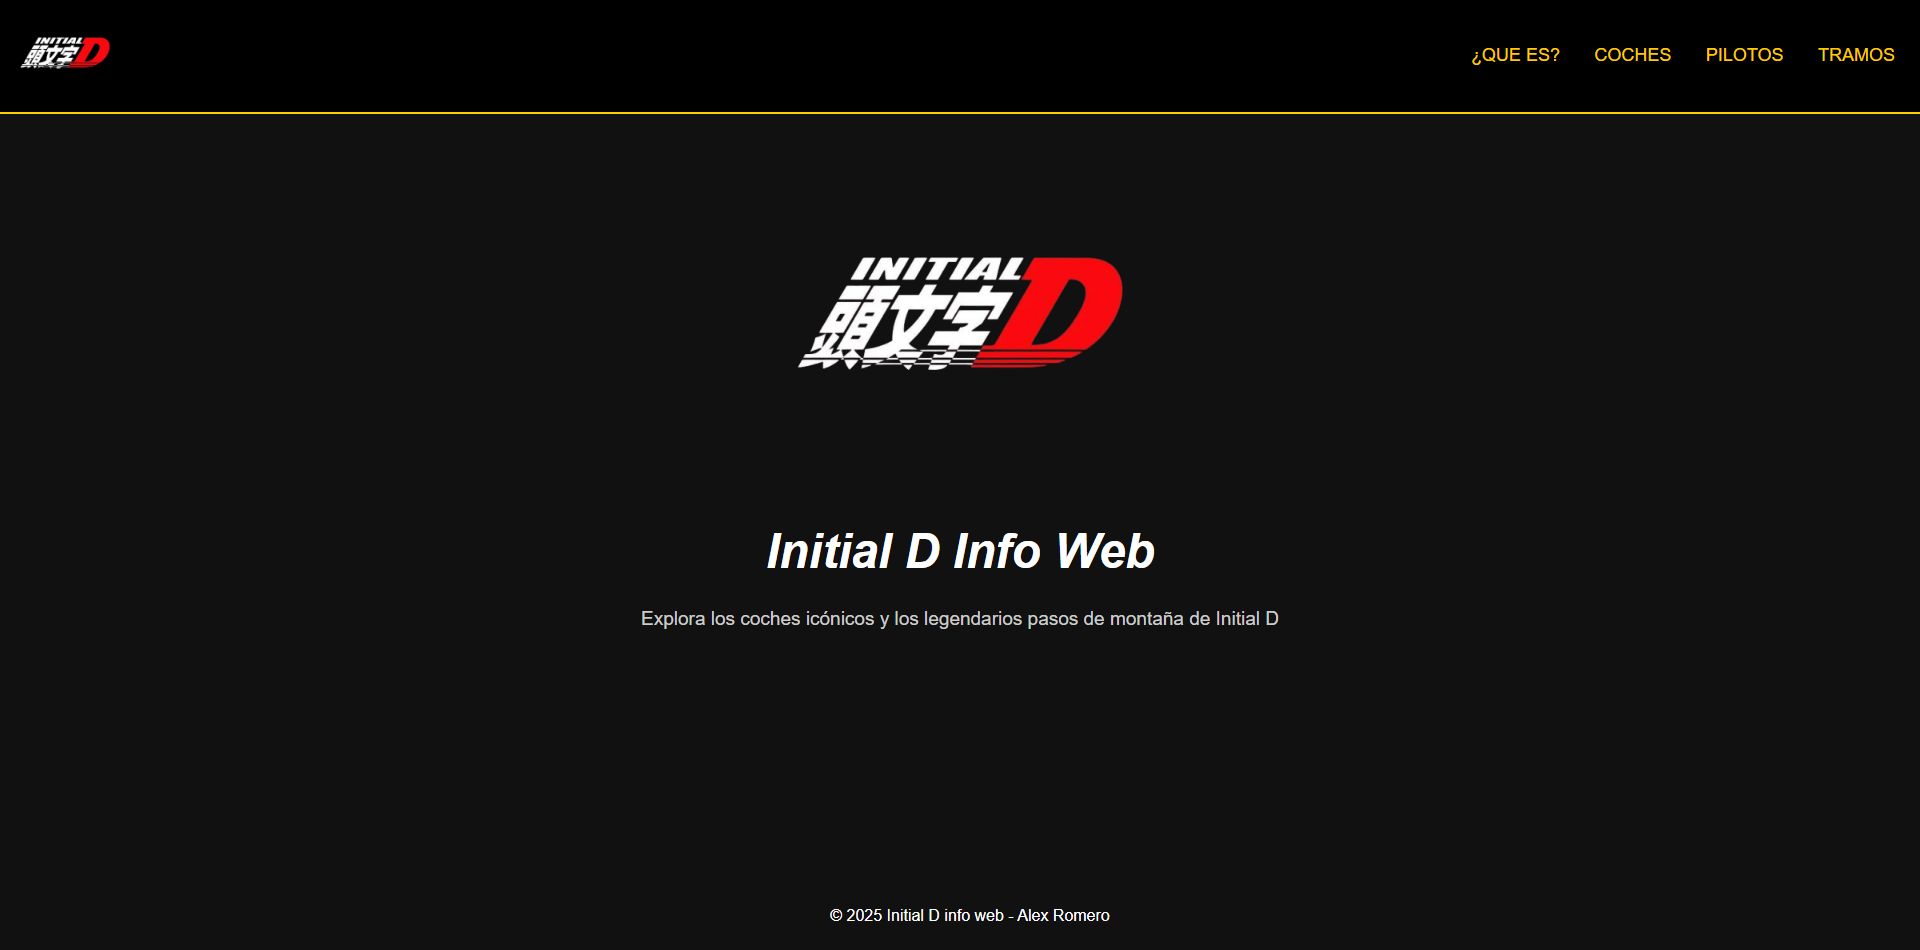 INITIAL
頭文字D
¿QUE ES? COCHES PILOTOS TRAMOS
INITIAL
頭文字D
Initial D Info Web
Explora los coches icónicos y los legendarios pasos de montaña de Initial D
© 2025 Initial D info web - Alex Romero